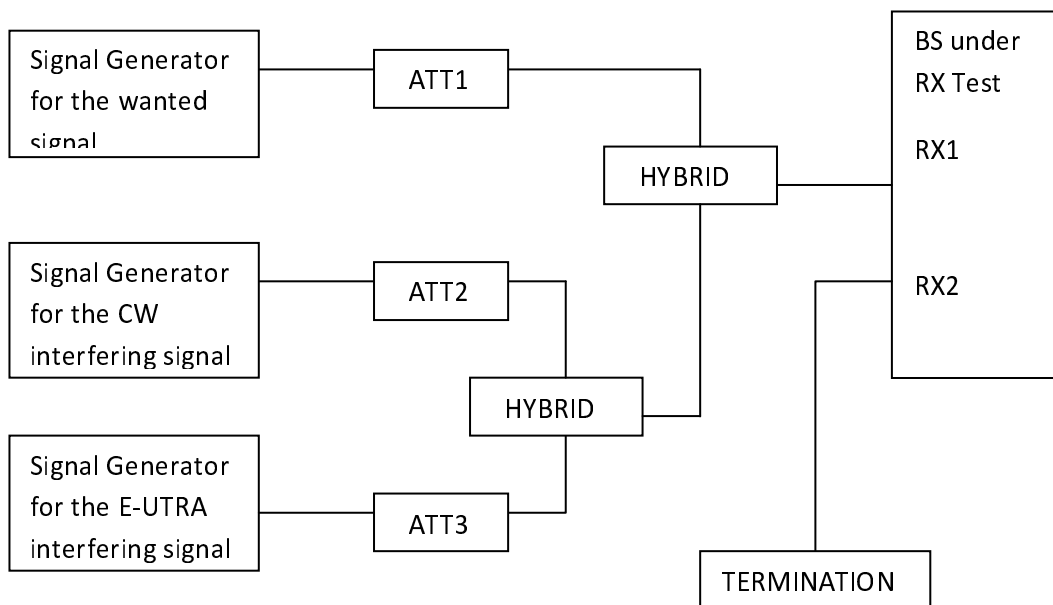 Signal Generator
for the wanted
signal
ATT1
HYBRID
BS under
RX Test
RX1
RX2
Signal Generator
for the CW
interfering signal
ATT2
HYBRID
Signal Generator
for the E-UTRA
interfering signal
ATT3
TERMINATION